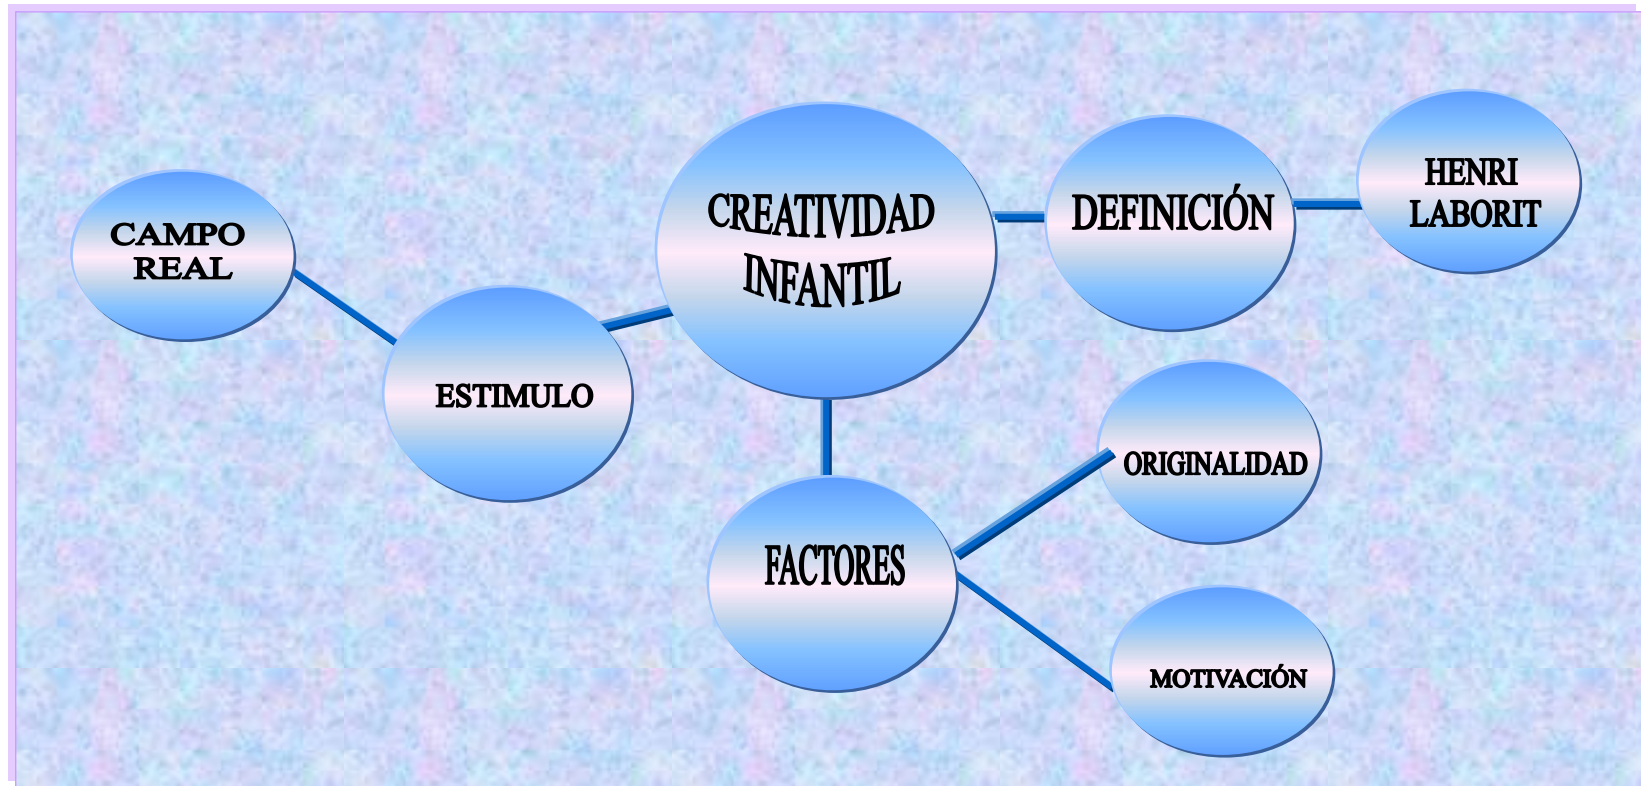 CREATIVIDAD
INFANTIL
DEFINICIÓN
HENRI
LABORIT
CAMPO
REAL
ESTIMULO
FACTORES
ORIGINALIDAD
MOTIVACIÓN